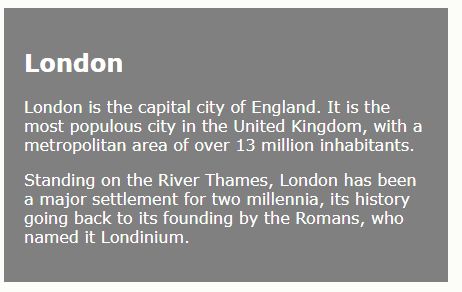 London
London is the capital city of England. It is the
most populous city in the United Kingdom, with a
metropolitan area of over 13 million inhabitants.
Standing on the River Thames, London has been
a major settlement for two millennia, its history
going back to its founding by the Romans, who
named it Londinium.